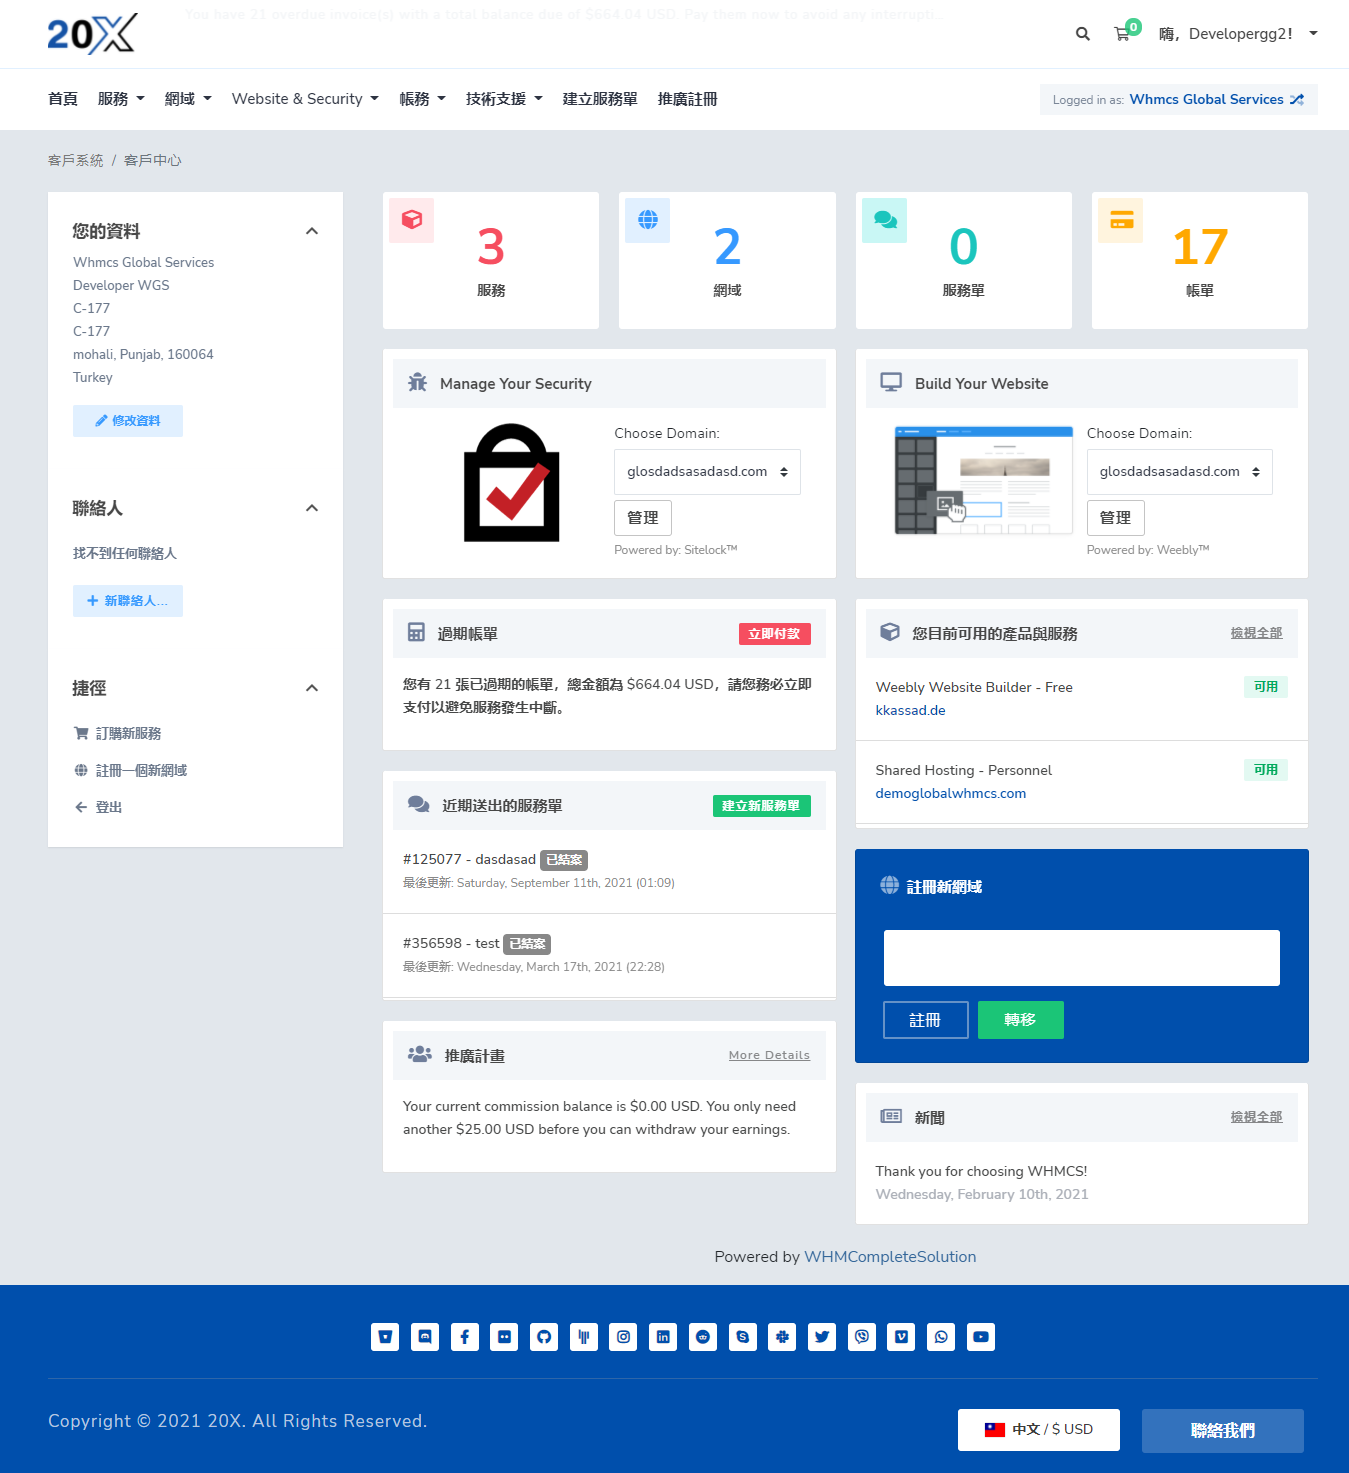 20X
You have 21 overdue invoice(s) with a total balance due of $664.04 USD. Pay them now to avoid any interrupti...
0
嗨，Developergg2!
首頁 服務 網域 Website & Security 帳務 技術支援 建立服務單 推廣註冊
Logged in as: Whmcs Global Services
客戶系統 / 客戶中心
您的資料
Whmcs Global Services
Developer WGS
C-177
C-177
mohali, Punjab, 160064
Turkey
修改資料
聯絡人
找不到任何聯絡人
新聯絡人...
捷徑
訂購新服務
註冊一個新網域
登出
3
服務
2
網域
0
服務單
17
帳單
Manage Your Security
Choose Domain:
glosdadsasadasd.com
管理
Powered by: Sitelock™
Build Your Website
Choose Domain:
glosdadsasadasd.com
管理
Powered by: Weebly™
過期帳單
立即付款
您有 21 張已過期的帳單，總金額為 $664.04 USD，請您務必立即
支付以避免服務發生中斷。
近期送出的服務單
建立新服務單
#125077 - dasdasad 已結案
最後更新: Saturday, September 11th, 2021 (01:09)
#356598 - test 已結案
最後更新: Wednesday, March 17th, 2021 (22:28)
推廣計畫
More Details
Your current commission balance is $0.00 USD. You only need
another $25.00 USD before you can withdraw your earnings.
您目前可用的產品與服務
檢視全部
Weebly Website Builder - Free
可用
kkassad.de
Shared Hosting - Personnel
可用
demoglobalwhmcs.com
註冊新網域
註冊
轉移
新聞
檢視全部
Thank you for choosing WHMCS!
Wednesday, February 10th, 2021
Powered by WHMCompleteSolution
Copyright © 2021 20X. All Rights Reserved.
中文 / $ USD
聯絡我們